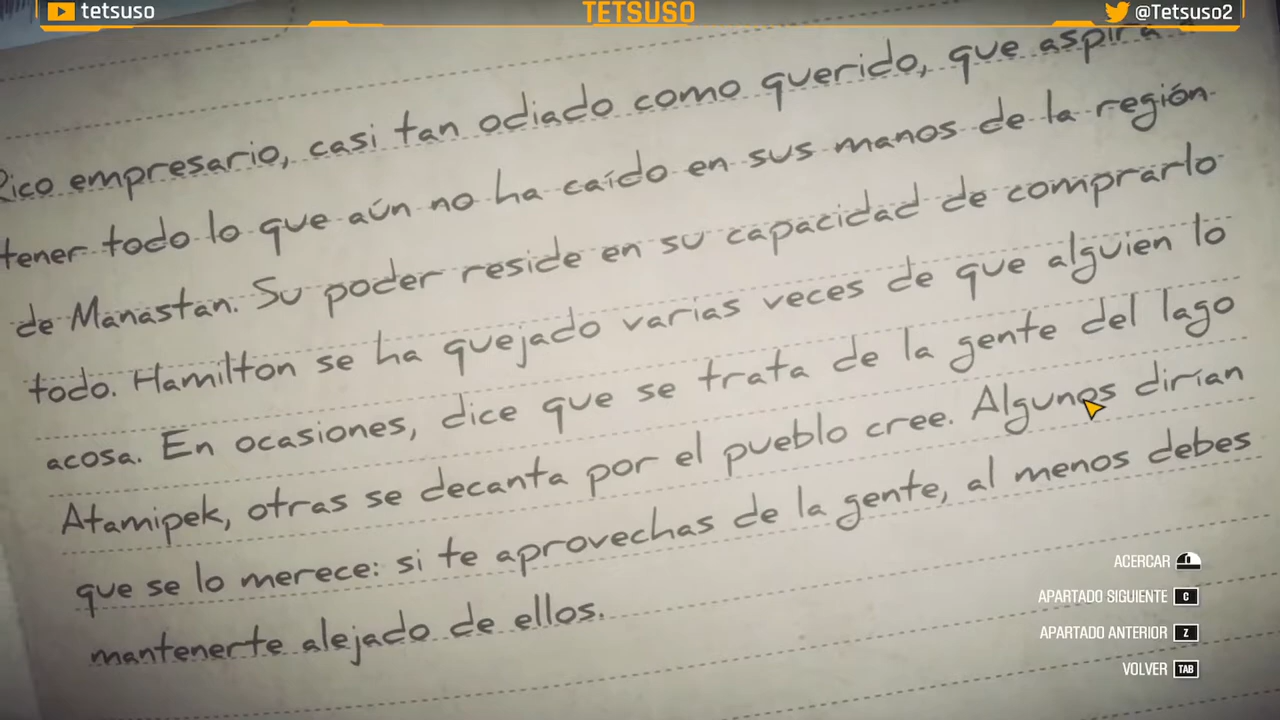 tetsuso
TETSUSO
@Tetsuso2
Rico empresario, casi tan odiado como querido, que aspira a
tener todo lo que aún no ha caído en sus manos de la región
de Manastan. Su poder reside en su capacidad de comprarlo
todo. Hamilton se ha quejado varias veces de que alguien lo
acosa. En ocasiones, dice que se trata de la gente del lago
Atamipek, otras se decanta por el pueblo cree. Algunos dirían
que se lo merece: si te aprovechas de la gente, al menos debes
mantenerte alejado de ellos.
ACERCAR
APARTADO SIGUIENTE C
APARTADO ANTERIOR Z
VOLVER TAB